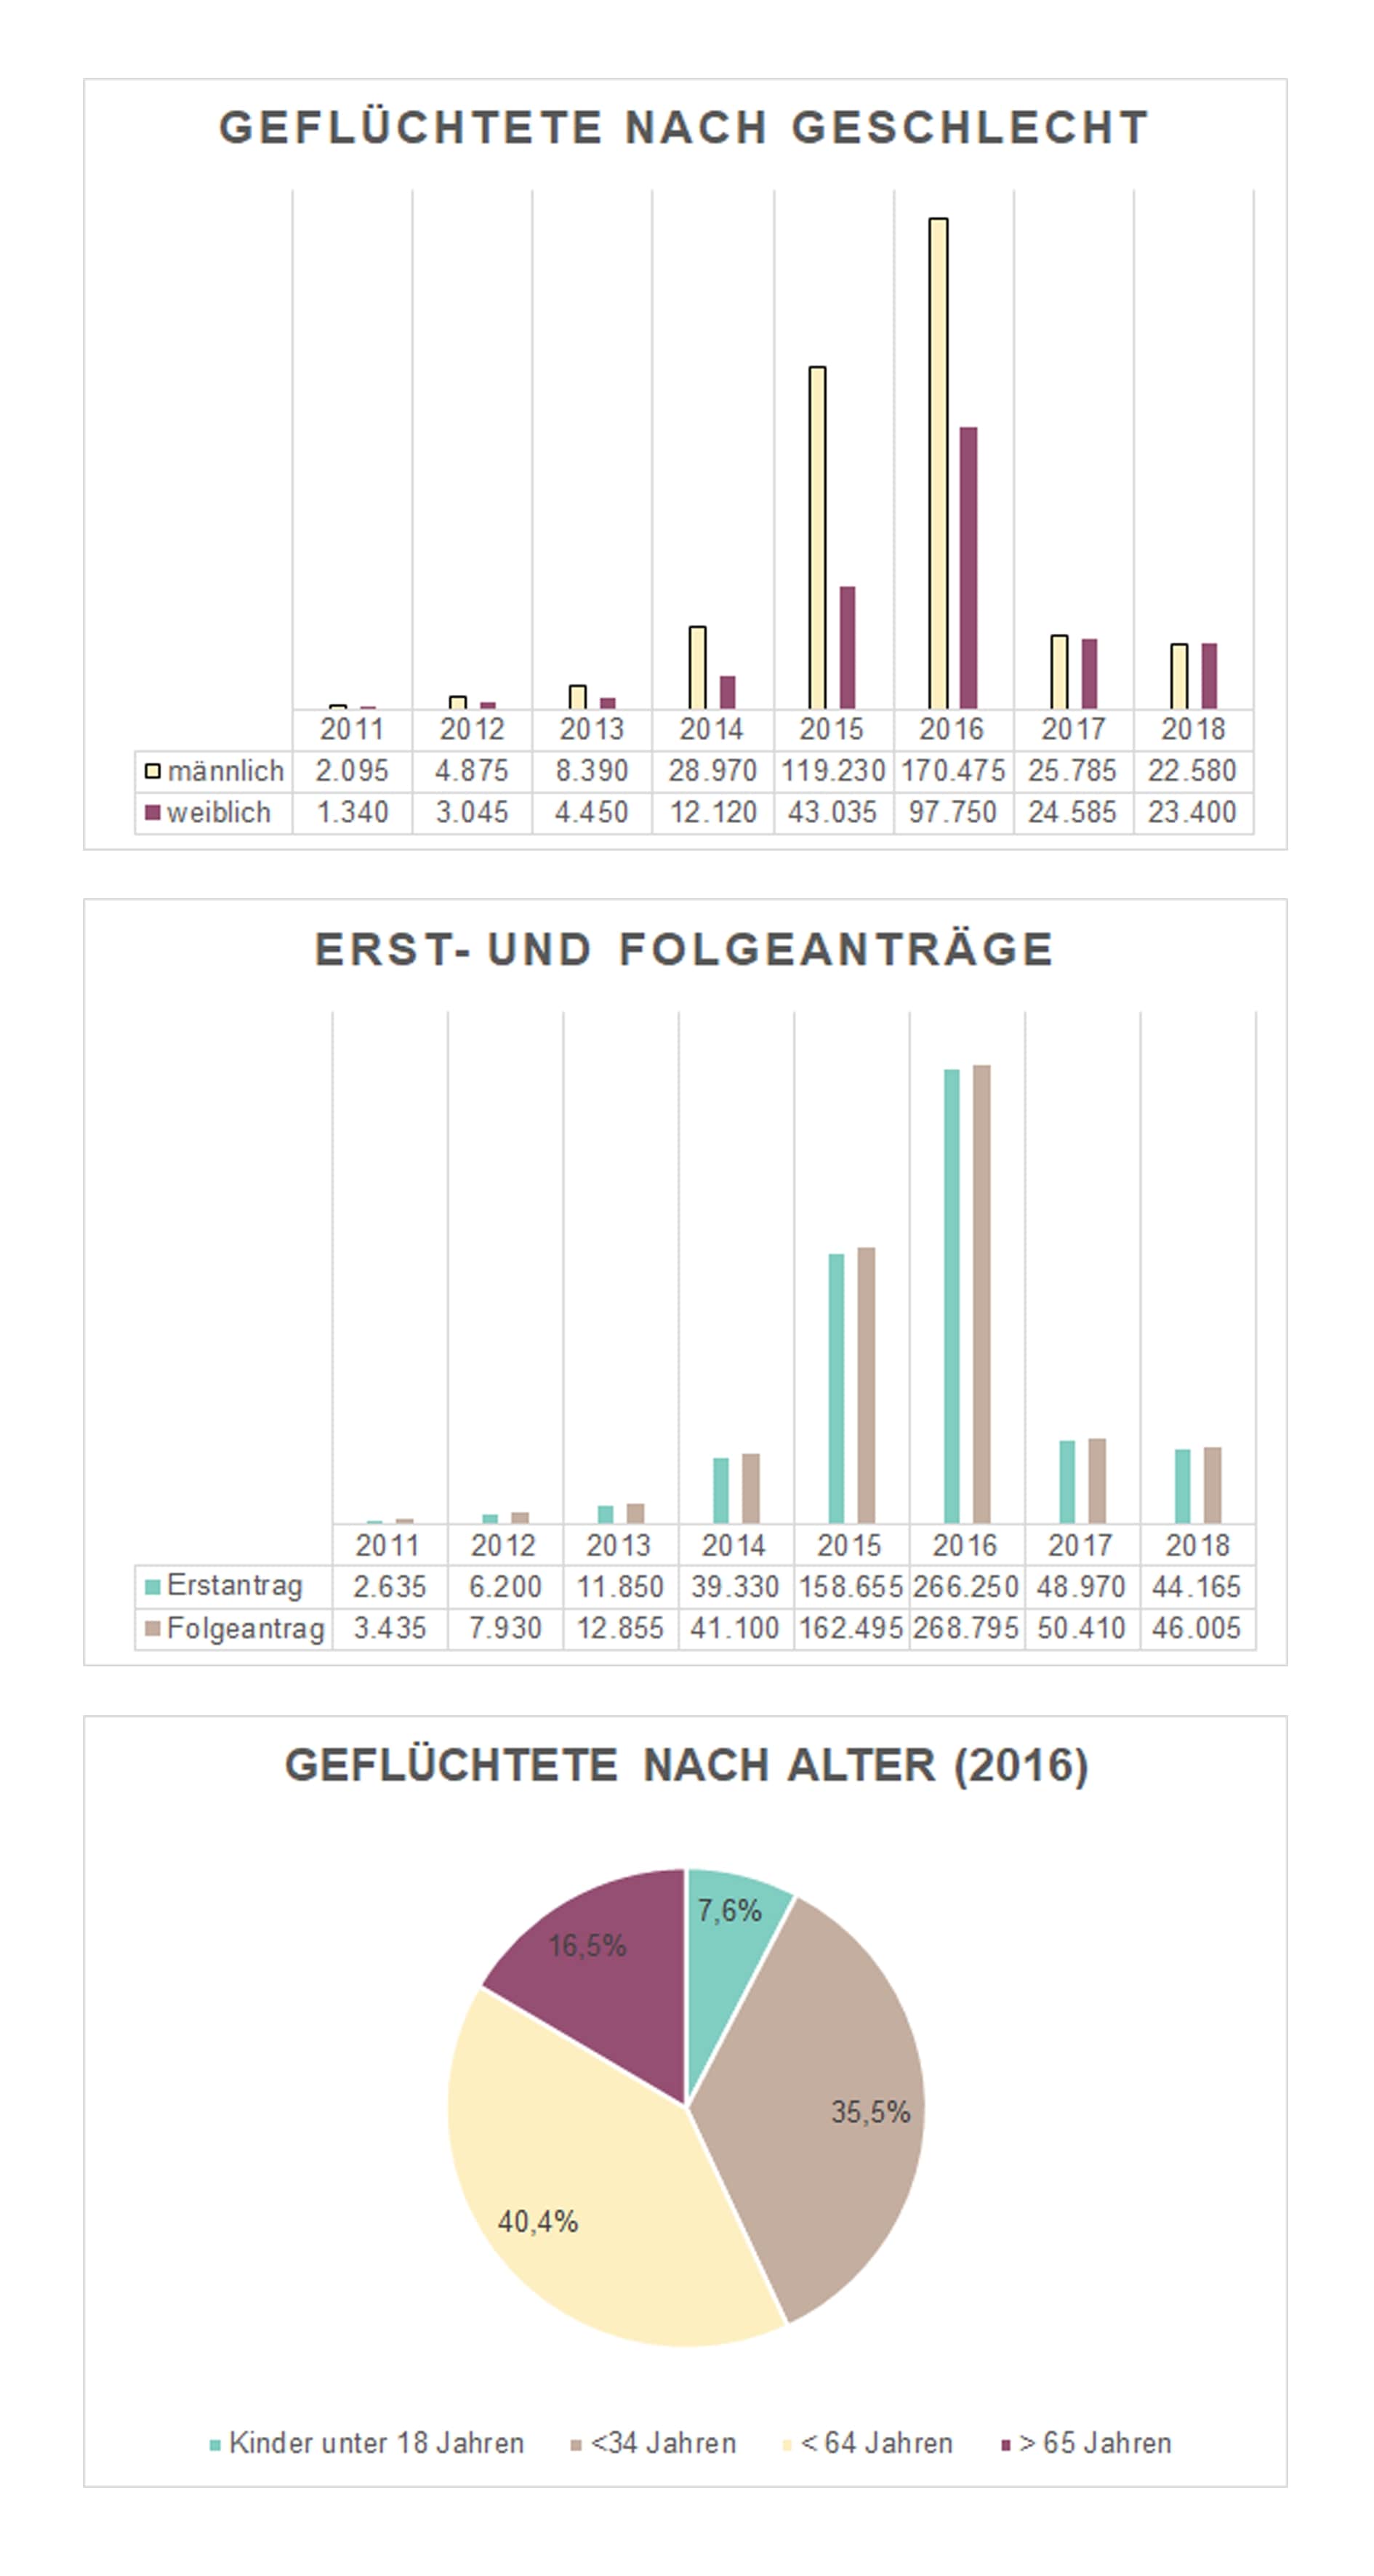 GEFLÜCHTETE NACH GESCHLECHT
2011 2012 2013 2014 2015 2016 2017 2018
männlich 2.095 4.875 8.390 28.970 119.230 170.475 25.785 22.580
weiblich 1.340 3.045 4.450 12.120 43.035 97.750 24.585 23.400
ERST- UND FOLGEANTRÄGE
2011 2012 2013 2014 2015 2016 2017 2018
Erstantrag 2.635 6.200 11.850 39.330 158.655 266.250 48.970 44.165
Folgeantrag 3.435 7.930 12.855 41.100 162.495 268.795 50.410 46.005
GEFLÜCHTETE NACH ALTER (2016)
7,6%
16,5%
35,5%
40,4%
Kinder unter 18 Jahren <34 Jahren < 64 Jahren > 65 Jahren